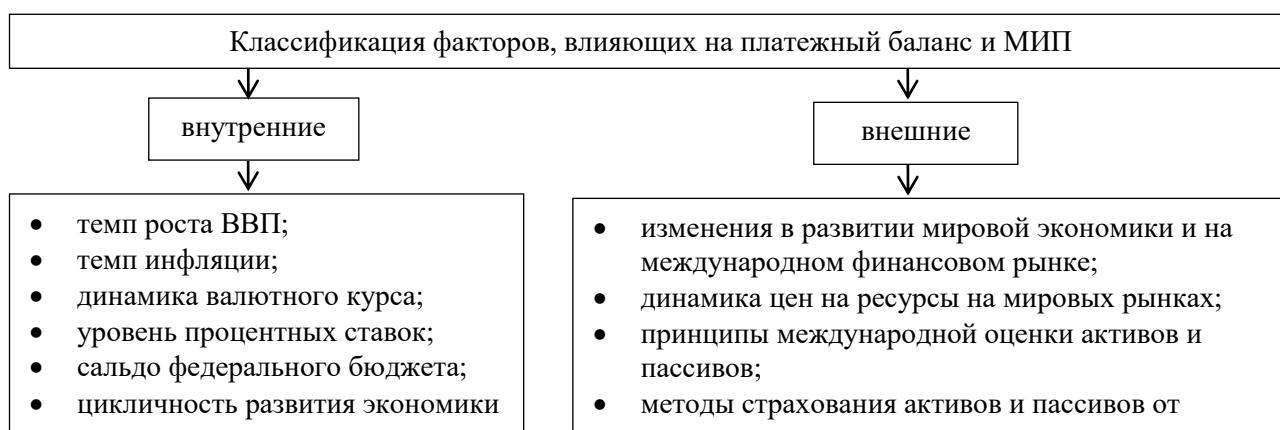 Классификация факторов, влияющих на платежный баланс и МИП
внутренние
внешние
• темп роста ВВП;
• темп инфляции;
• динамика валютного курса;
• уровень процентных ставок;
• сальдо федерального бюджета;
• цикличность развития экономики
• изменения в развитии мировой экономики и на
международном финансовом рынке;
• динамика цен на ресурсы на мировых рынках;
• принципы международной оценки активов и
пассивов;
• методы страхования активов и пассивов от